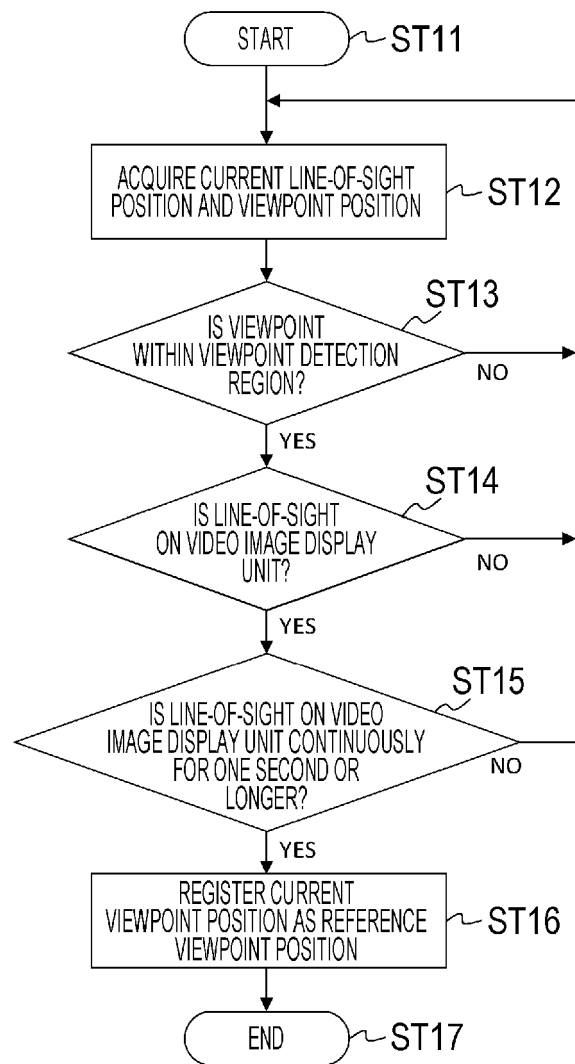 START
ST11
ACQUIRE CURRENT LINE-OF-SIGHT
POSITION AND VIEWPOINT POSITION
ST12
ST13
IS VIEWPOINT
WITHIN VIEWPOINT DETECTION
REGION?
NO
YES
ST14
IS LINE-OF-SIGHT
ON VIDEO IMAGE DISPLAY
UNIT?
NO
YES
ST15
IS LINE-OF-SIGHT ON VIDEO
IMAGE DISPLAY UNIT CONTINUOUSLY
FOR ONE SECOND OR
LONGER?
NO
YES
REGISTER CURRENT
VIEWPOINT POSITION AS REFERENCE
VIEWPOINT POSITION
ST16
END
ST17